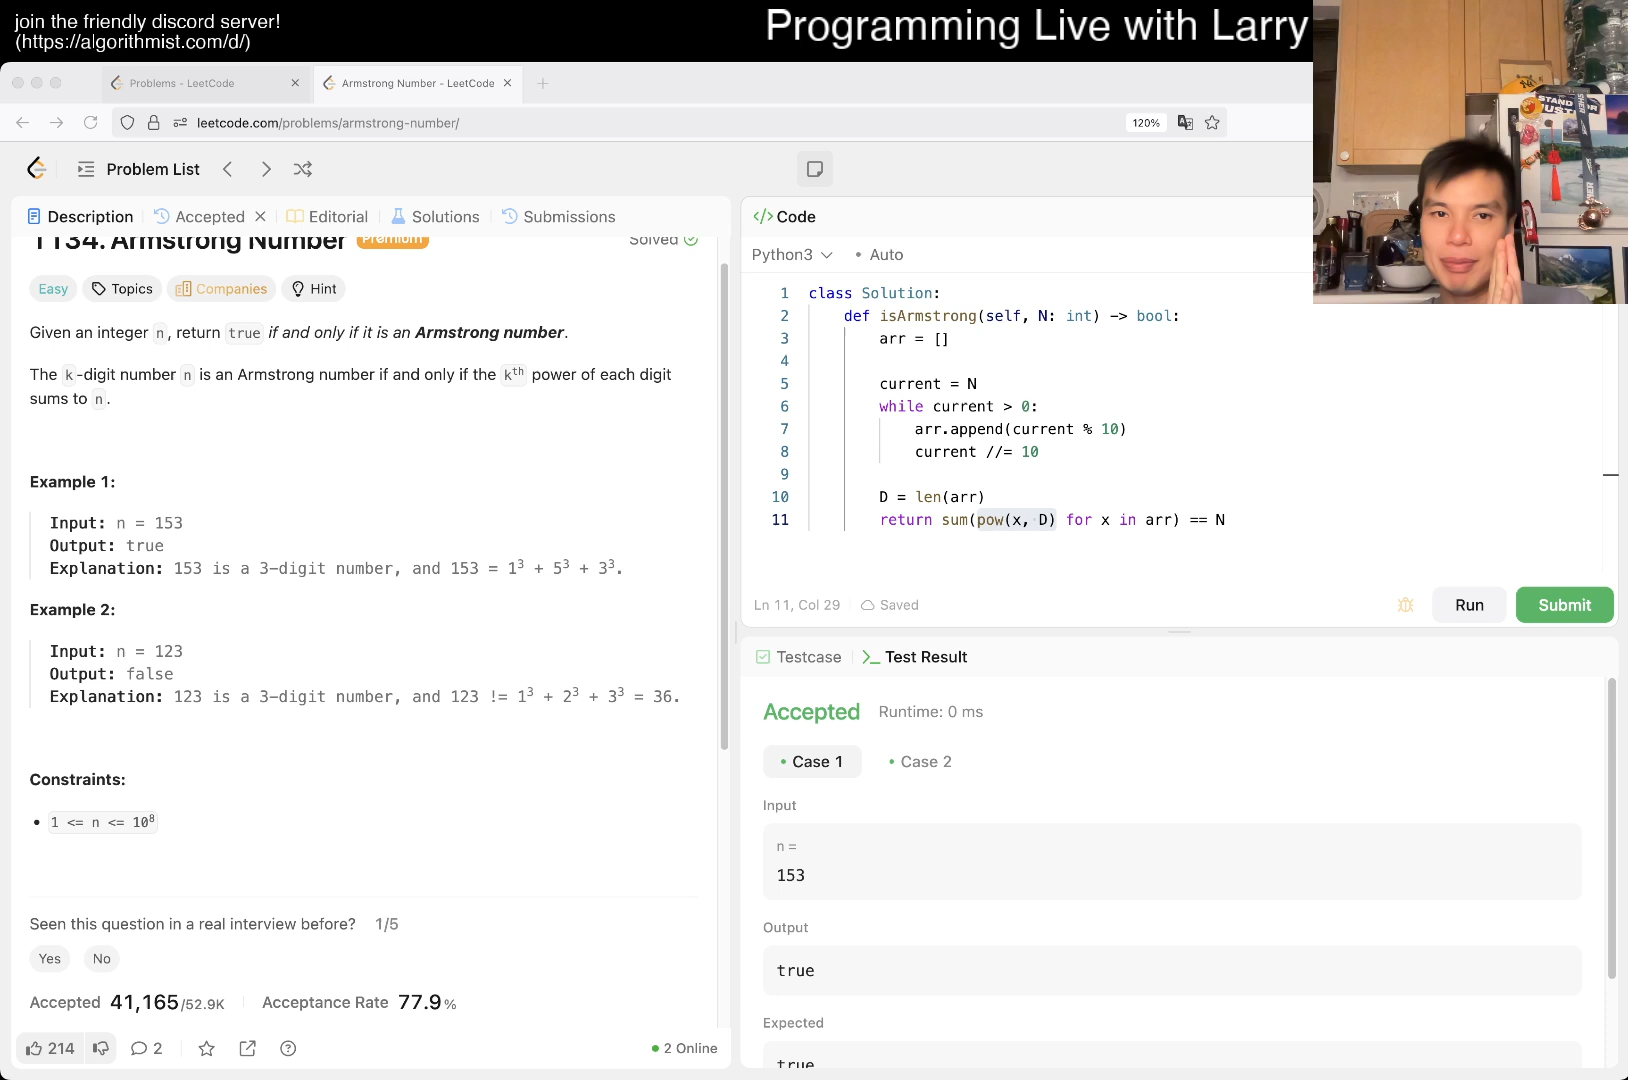 join the friendly discord server!
(https://algorithmist.com/d/)
Programming Live with Larry
Problems - LeetCode
Armstrong Number - LeetCode
leetcode.com/problems/armstrong-number/
120%
Problem List
Description
Accepted
Editorial
Solutions
Submissions
1134. Armstrong Number
Premium
Solved
Easy
Topics
Companies
Hint
Given an integer n, return true if and only if it is an Armstrong number.
The k-digit number n is an Armstrong number if and only if the kth power of each digit
sums to n.
Example 1:
Input: n = 153
Output: true
Explanation: 153 is a 3-digit number, and 153 = 1³ + 5³ + 3³.
Example 2:
Input: n = 123
Output: false
Explanation: 123 is a 3-digit number, and 123 != 1³ + 2³ + 3³ = 36.
Constraints:
• 1 <= n <= 10⁸
Seen this question in a real interview before? 1/5
Yes
No
Accepted 41,165/52.9K
Acceptance Rate 77.9%
214
2
2 Online
Code
Python3
Auto
1 class Solution:
2 def isArmstrong(self, N: int) -> bool:
3 arr = []
4
5 current = N
6 while current > 0:
7 arr.append(current % 10)
8 current //= 10
9
10 D = len(arr)
11 return sum(pow(x, D) for x in arr) == N
Ln 11, Col 29
Saved
Run
Submit
Testcase
Test Result
Accepted
Runtime: 0 ms
Case 1
Case 2
Input
n =
153
Output
true
Expected
true
STAND